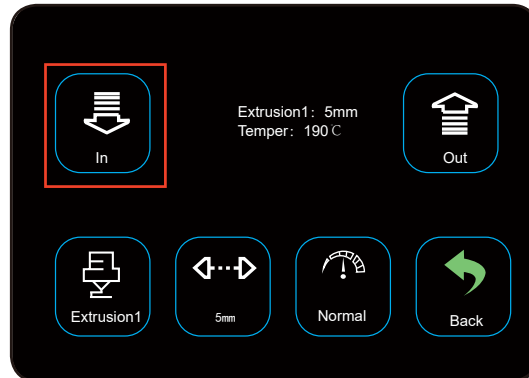 In
Extrusion1: 5mm
Temper: 190℃
Out
Extrusion1
5mm
Normal
Back